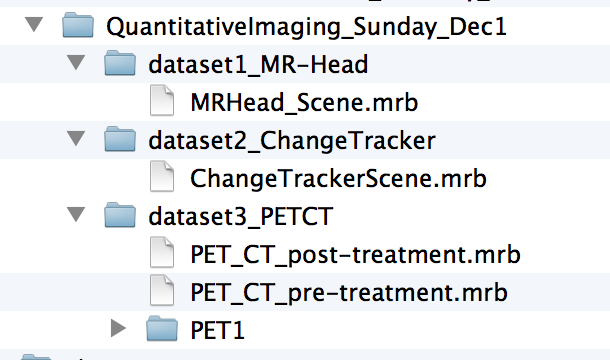 QuantitativeImaging_Sunday_Dec1
dataset1_MR-Head
MRHead_Scene.mrb
dataset2_ChangeTracker
ChangeTrackerScene.mrb
dataset3_PETCT
PET_CT_post-treatment.mrb
PET_CT_pre-treatment.mrb
PET1